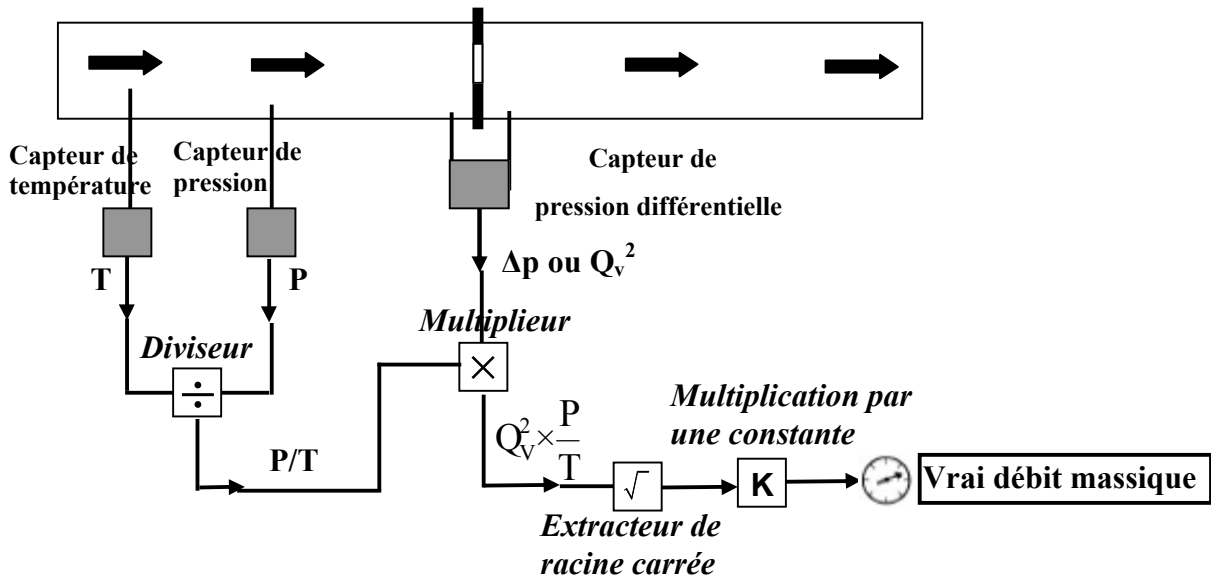 Capteur de
température
Capteur de
pression
Capteur de
pression différentielle
T
P
Δp ou Qv²
Multiplieur
Diviseur
÷
×
P/T
Q²V × P/T
Multiplication par
une constante
√
K
Vrai débit massique
Extracteur de
racine carrée